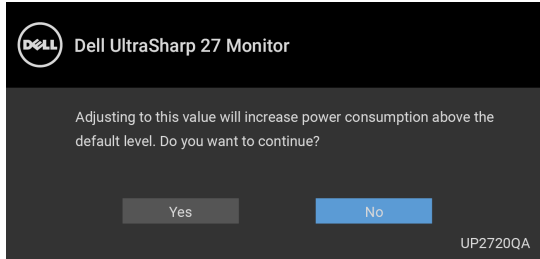 DELL Dell UltraSharp 27 Monitor
Adjusting to this value will increase power consumption above the
default level. Do you want to continue?
Yes No
UP2720QA